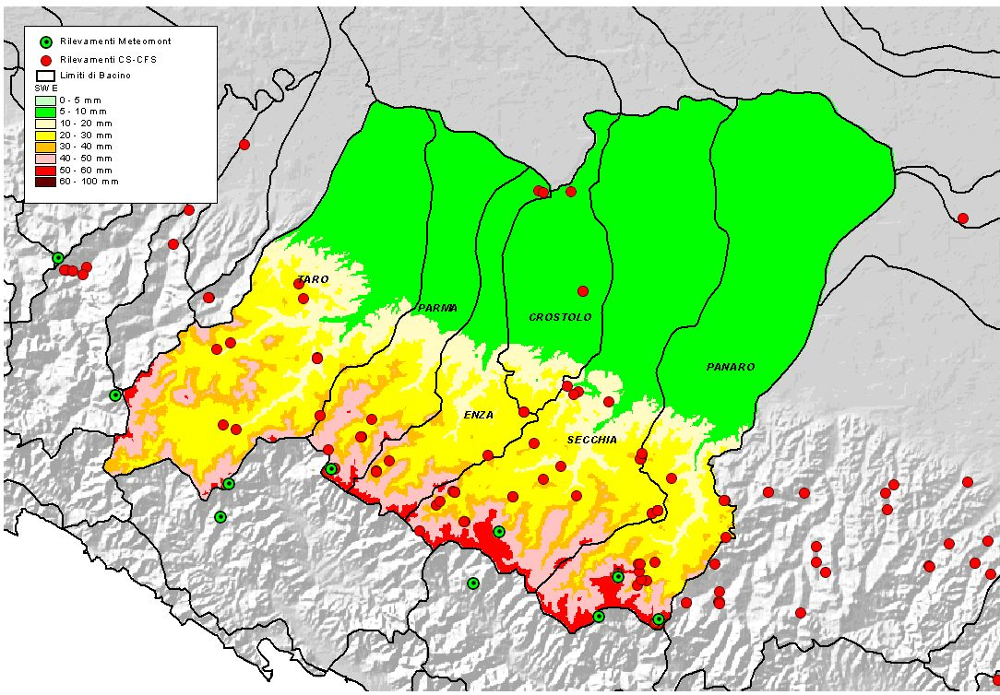 Rilevamenti Meteomont
Rilevamenti CS-CFS
Limiti di Bacino
SWE
0 - 5 mm
5 - 10 mm
10 - 20 mm
20 - 30 mm
30 - 40 mm
40 - 50 mm
50 - 60 mm
60 - 100 mm
TARO
PARMA
CROSTOLO
PANARO
ENZA
SECCHIA